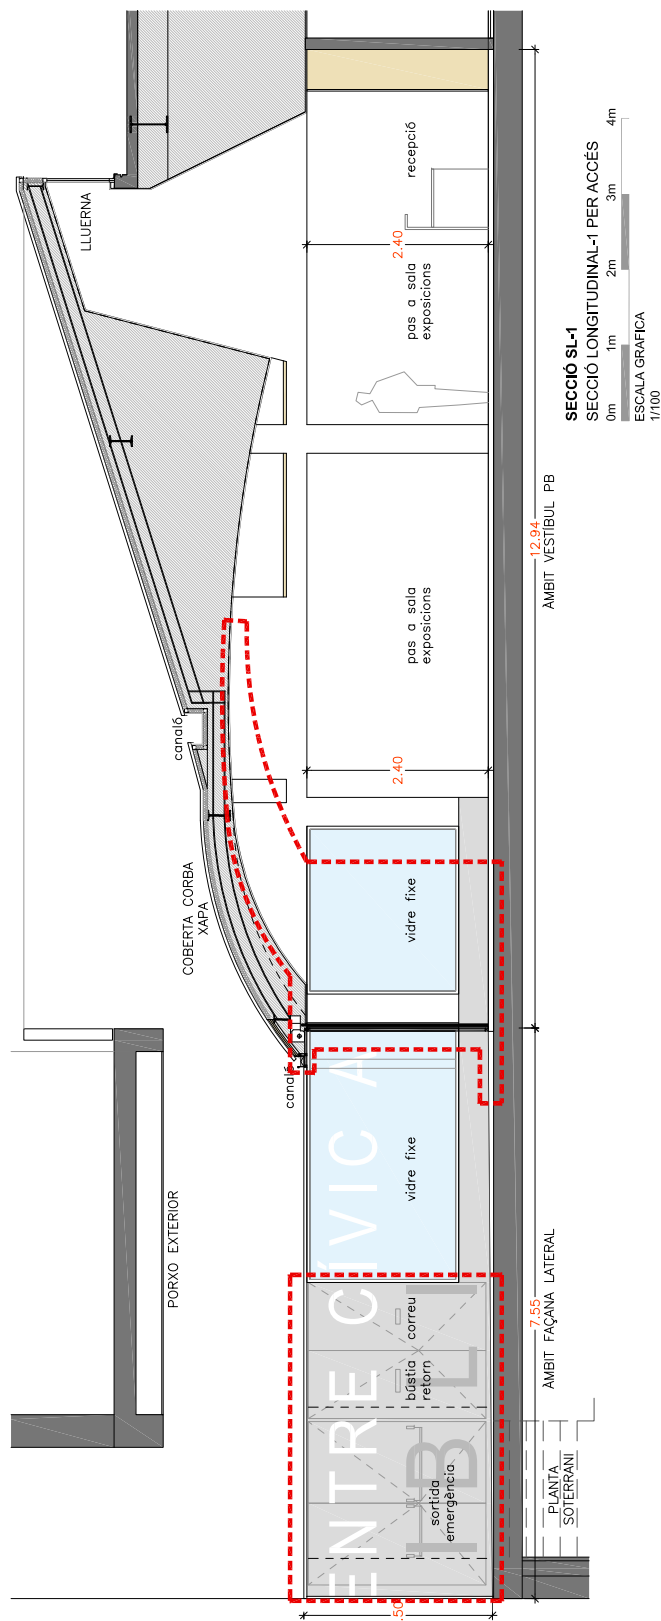 LLUERNA
recepció
2.40
pas a sala
exposicions
pas a sala
exposicions
2.40
canaló
COBERTA CORBA
XAPA
vidre fixe
canaló
vidre fixe
PORXO EXTERIOR
ENTRE CÍVIC A
I B L I
bústia
retorn
correu
sortida
emergència
PLANTA
SOTERRANI
7.55
ÀMBIT FAÇANA LATERAL
12.94
ÀMBIT VESTÍBUL PB
.50
SECCIÓ SL-1
SECCIÓ LONGITUDINAL-1 PER ACCÉS
0m 1m 2m 3m 4m
ESCALA GRAFICA
1/100